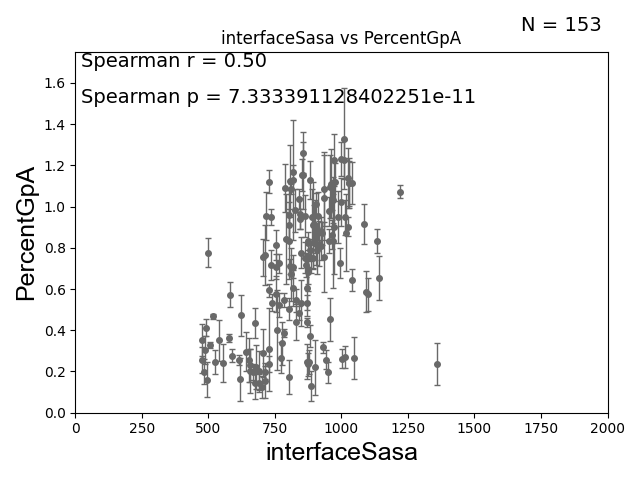 N = 153
interfaceSasa vs PercentGpA
Spearman r = 0.50
Spearman p = 7.333391128402251e-11
PercentGpA
1.6
1.4
1.2
1.0
0.8
0.6
0.4
0.2
0.0
0 250 500 750 1000 1250 1500 1750 2000
interfaceSasa